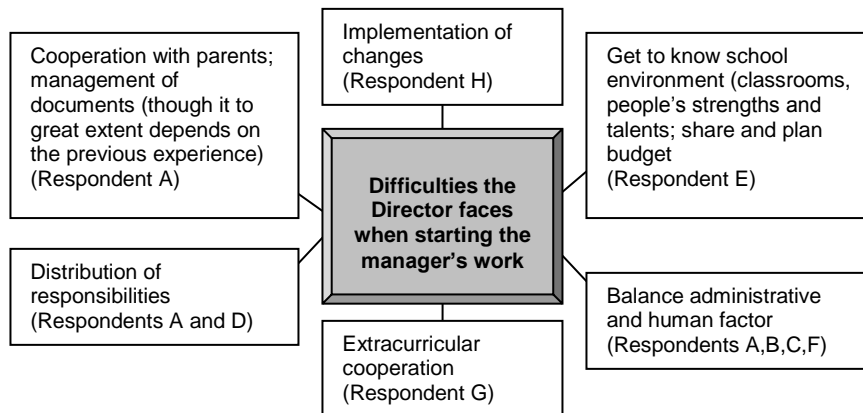 Cooperation with parents;
management of
documents (though it to
great extent depends on
the previous experience)
(Respondent A)
Implementation of
changes
(Respondent H)
Get to know school
environment (classrooms,
people’s strengths and
talents; share and plan
budget
(Respondent E)
Difficulties the
Director faces
when starting the
manager’s work
Distribution of
responsibilities
(Respondents A and D)
Extracurricular
cooperation
(Respondent G)
Balance administrative
and human factor
(Respondents A,B,C,F)